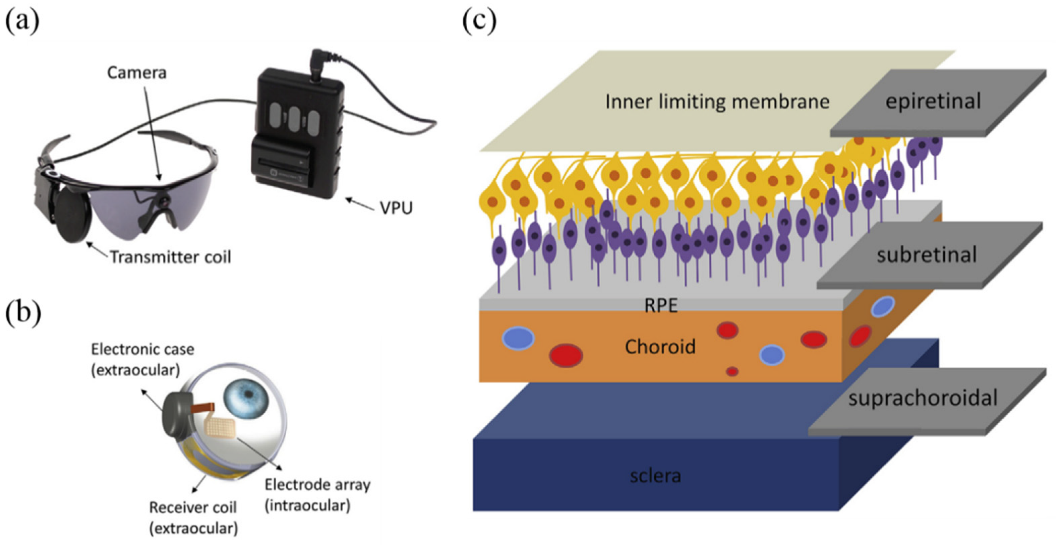 (a)
Camera
VPU
Transmitter coil
(b)
Electronic case
(extraocular)
Electrode array
(intraocular)
Receiver coil
(extraocular)
(c)
Inner limiting membrane
epiretinal
subretinal
RPE
Choroid
suprachoroidal
sclera